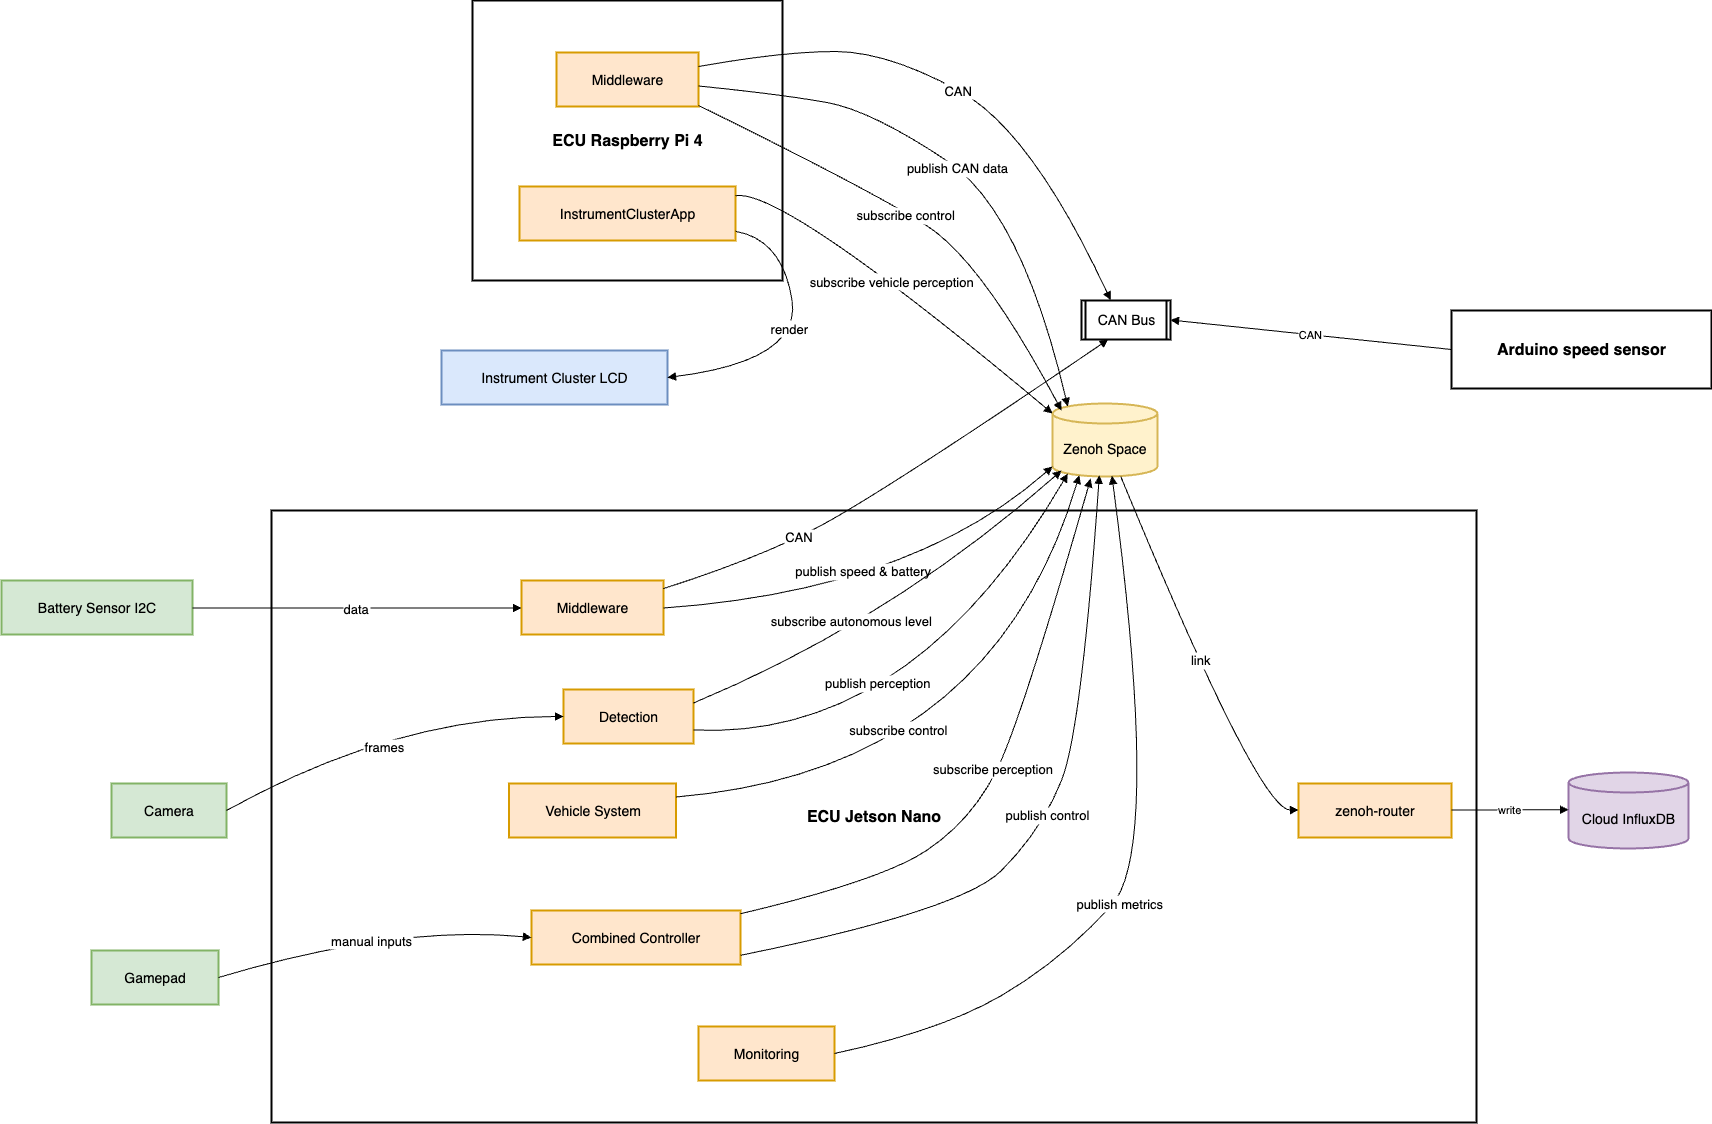 Middleware
CAN
ECU Raspberry Pi 4
publish CAN data
InstrumentClusterApp
subscribe control
subscribe vehicle perception
render
CAN Bus
CAN
Arduino speed sensor
Instrument Cluster LCD
Zenoh Space
CAN
publish speed & battery
Battery Sensor I2C
data
Middleware
subscribe autonomous level
publish perception
Detection
subscribe control
frames
link
subscribe perception
Camera
Vehicle System
ECU Jetson Nano
publish control
zenoh-router
write
Cloud InfluxDB
publish metrics
manual inputs
Combined Controller
Gamepad
Monitoring